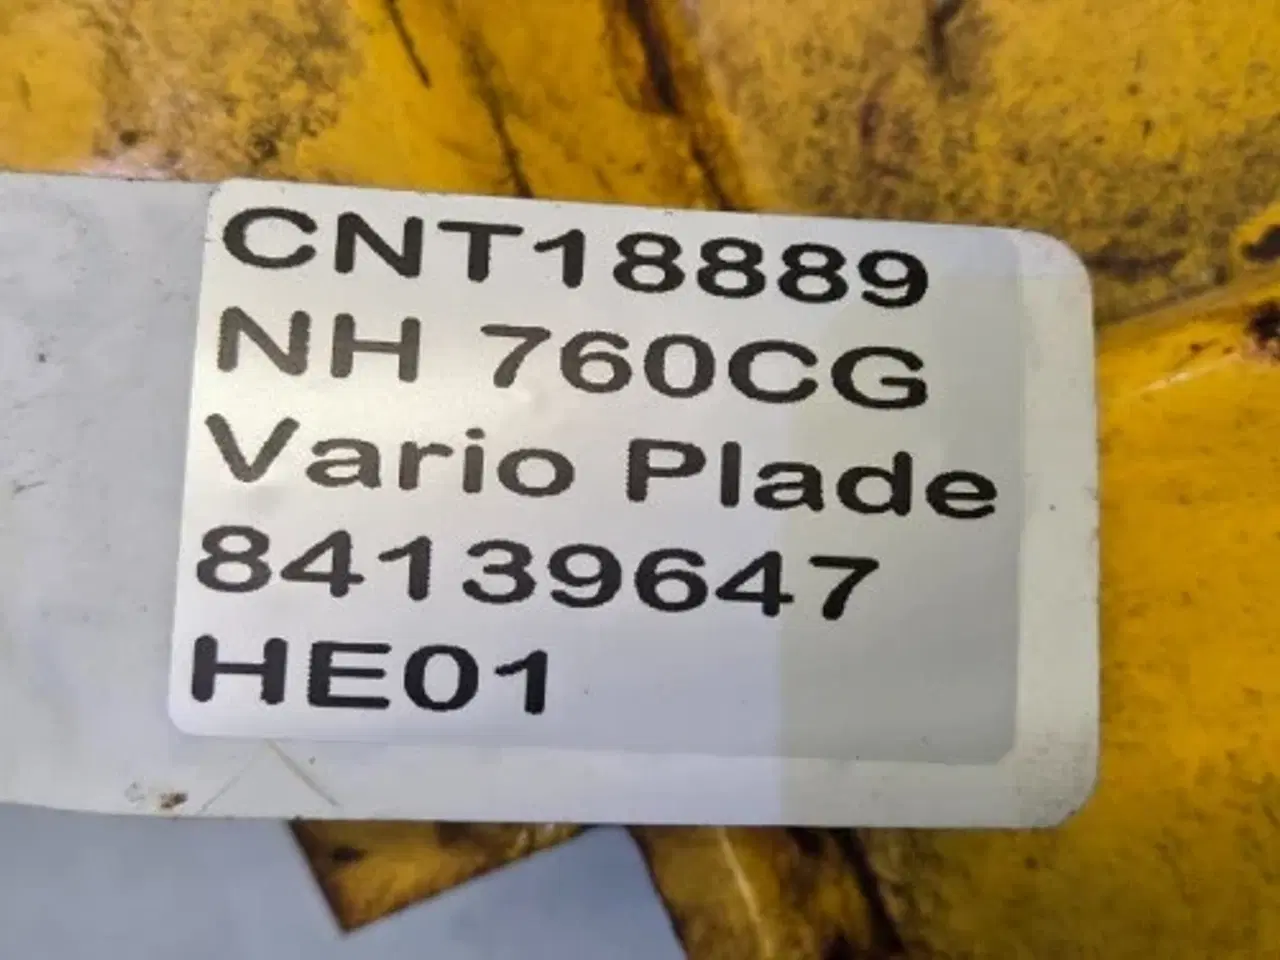 CNT18889
NH 760CG
Vario Plade
84139647
HE01